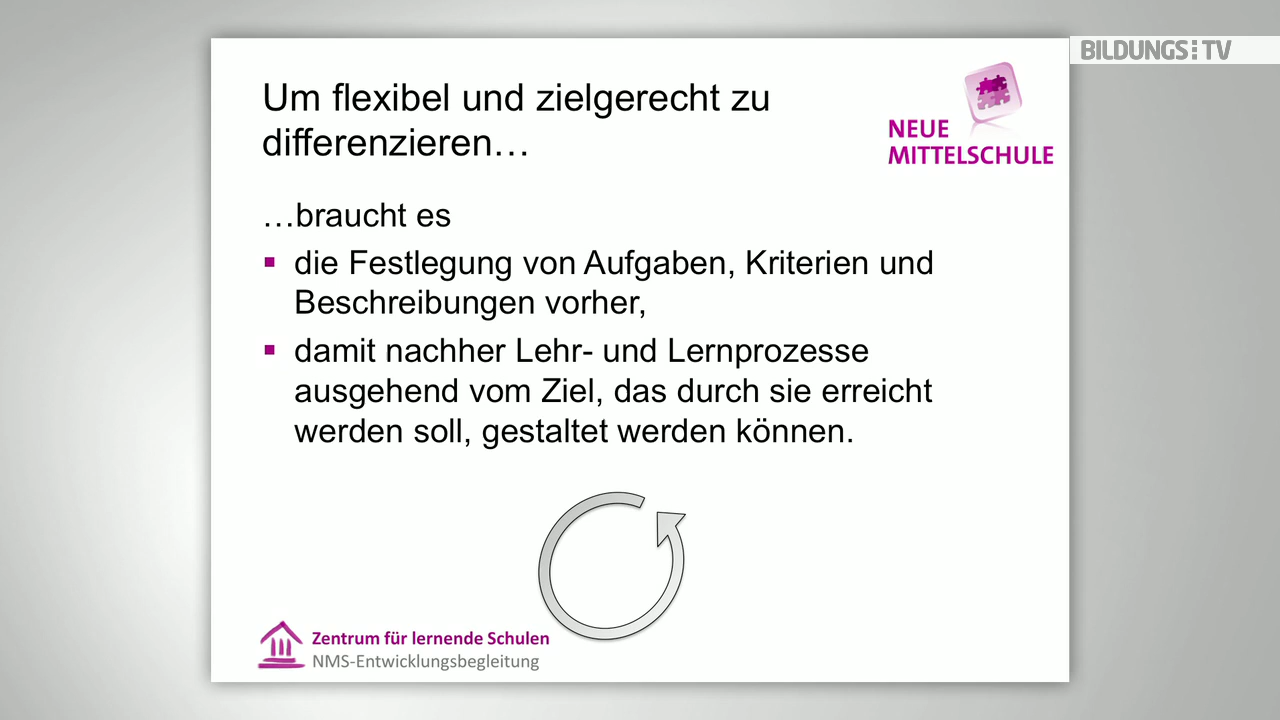 BILDUNGS TV
Um flexibel und zielgerecht zu
differenzieren…
NEUE
MITTELSCHULE
…braucht es
▪ die Festlegung von Aufgaben, Kriterien und
Beschreibungen vorher,
▪ damit nachher Lehr- und Lernprozesse
ausgehend vom Ziel, das durch sie erreicht
werden soll, gestaltet werden können.
Zentrum für lernende Schulen
NMS-Entwicklungsbegleitung